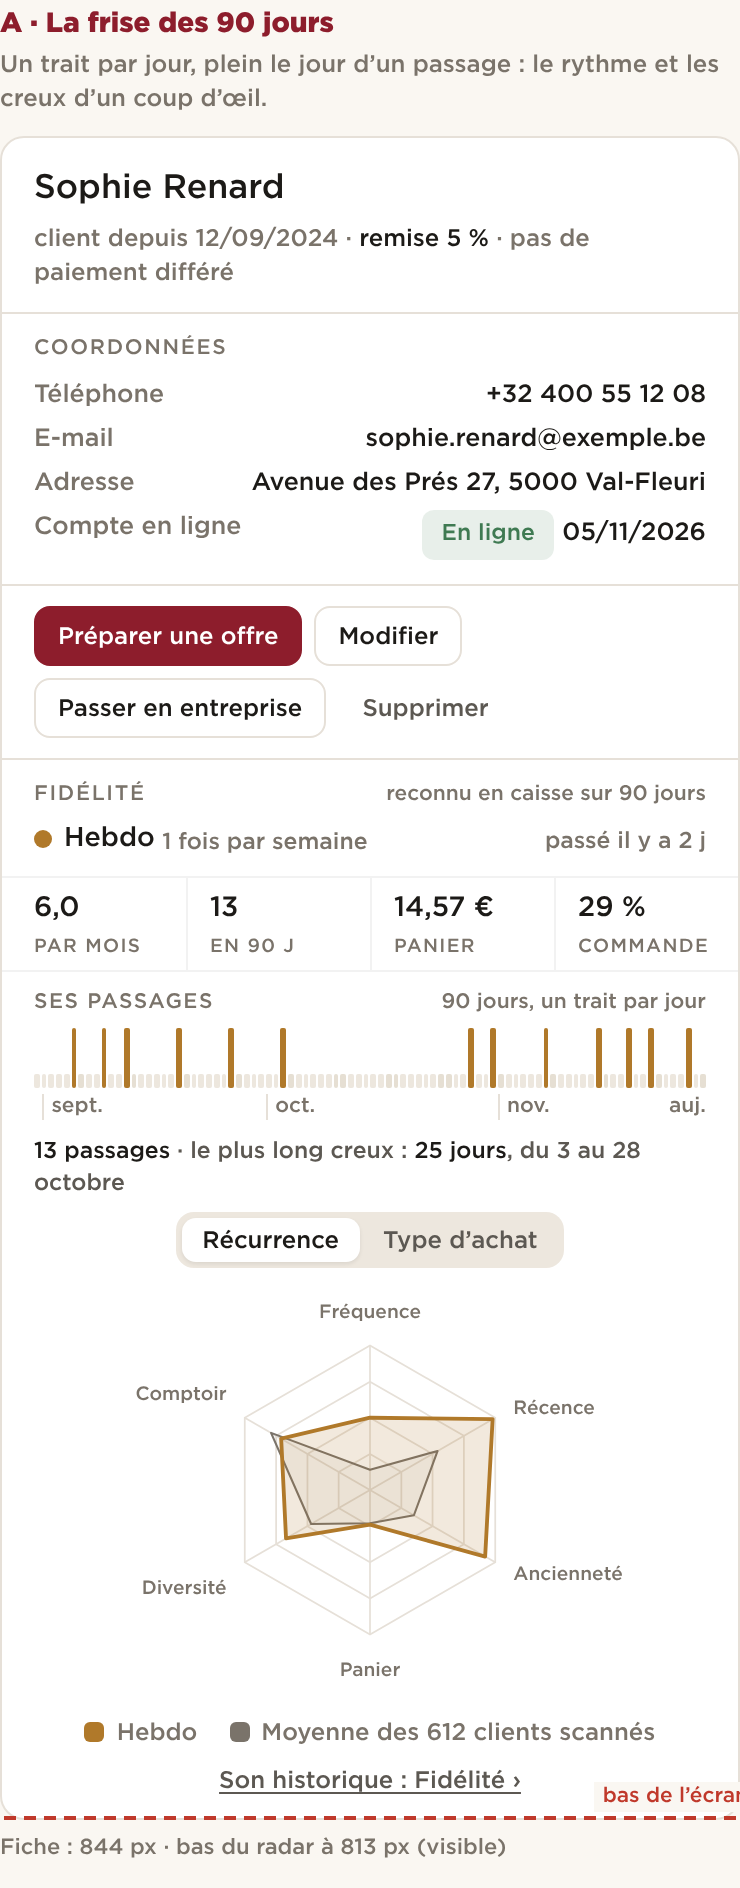 A · La frise des 90 jours
Un trait par jour, plein le jour d’un passage : le rythme et les
creux d’un coup d’œil.
Sophie Renard
client depuis 12/09/2024 · remise 5 % · pas de
paiement différé
COORDONNÉES
Téléphone +32 400 55 12 08
E-mail sophie.renard@exemple.be
Adresse Avenue des Prés 27, 5000 Val-Fleuri
Compte en ligne En ligne 05/11/2026
Préparer une offre Modifier
Passer en entreprise Supprimer
FIDÉLITÉ reconnu en caisse sur 90 jours
Hebdo 1 fois par semaine passé il y a 2 j
6,0 13 14,57 € 29 %
PAR MOIS EN 90 J PANIER COMMANDE
SES PASSAGES 90 jours, un trait par jour
sept. oct. nov. auj.
13 passages · le plus long creux : 25 jours, du 3 au 28
octobre
Récurrence Type d’achat
Fréquence
Comptoir Récence
Diversité Ancienneté
Panier
Hebdo Moyenne des 612 clients scannés
Son historique : Fidélité ›
bas de l’écran
Fiche : 844 px · bas du radar à 813 px (visible)